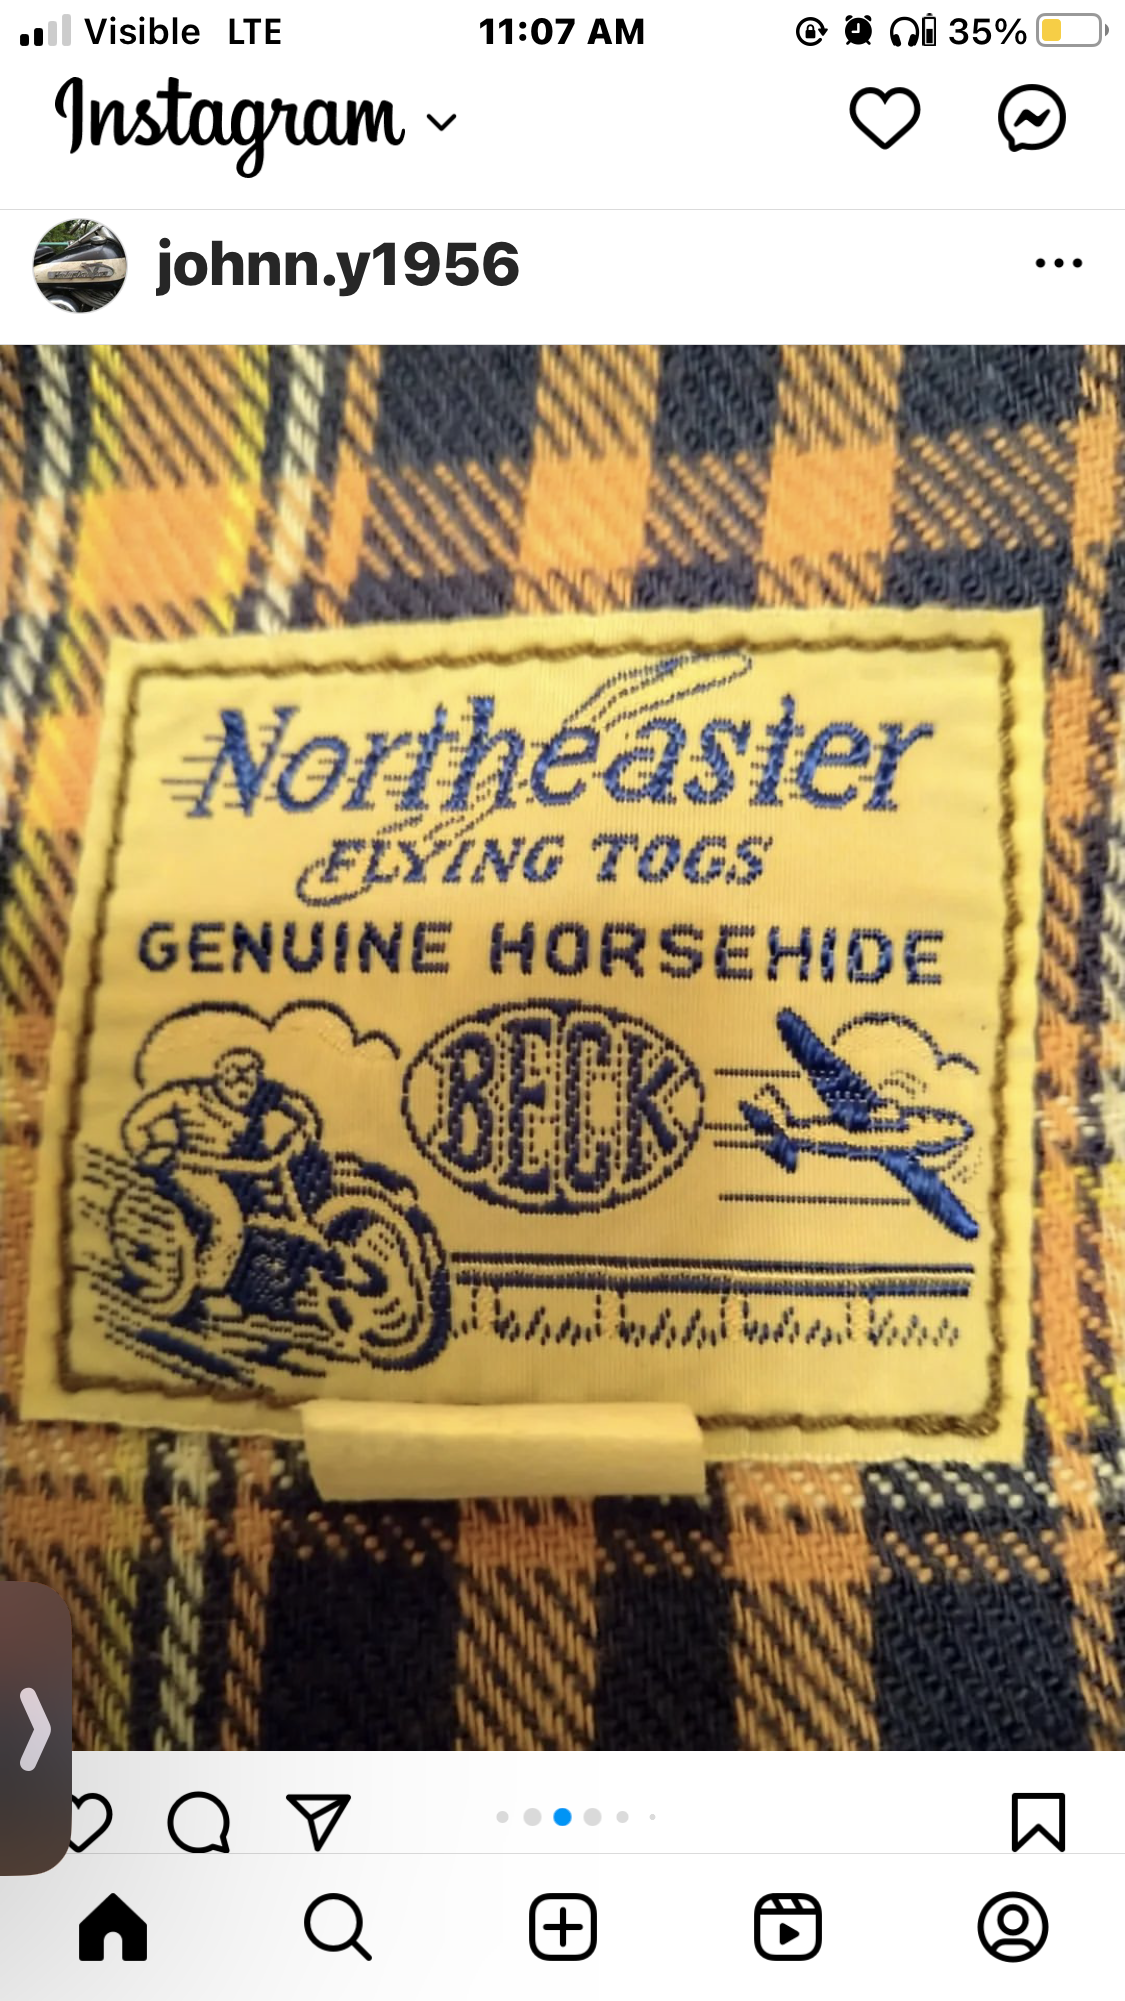 Visible LTE 11:07 AM 35%
Instagram
johnn.y1956
Northeaster
FLYING TOGS
GENUINE HORSEHIDE
BECK